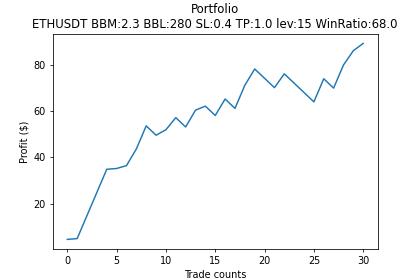 Portfolio
ETHUSDT BBM:2.3 BBL:280 SL:0.4 TP:1.0 lev:15 WinRatio:68.0
Profit ($)
80
60
40
20
0 5 10 15 20 25 30
Trade counts